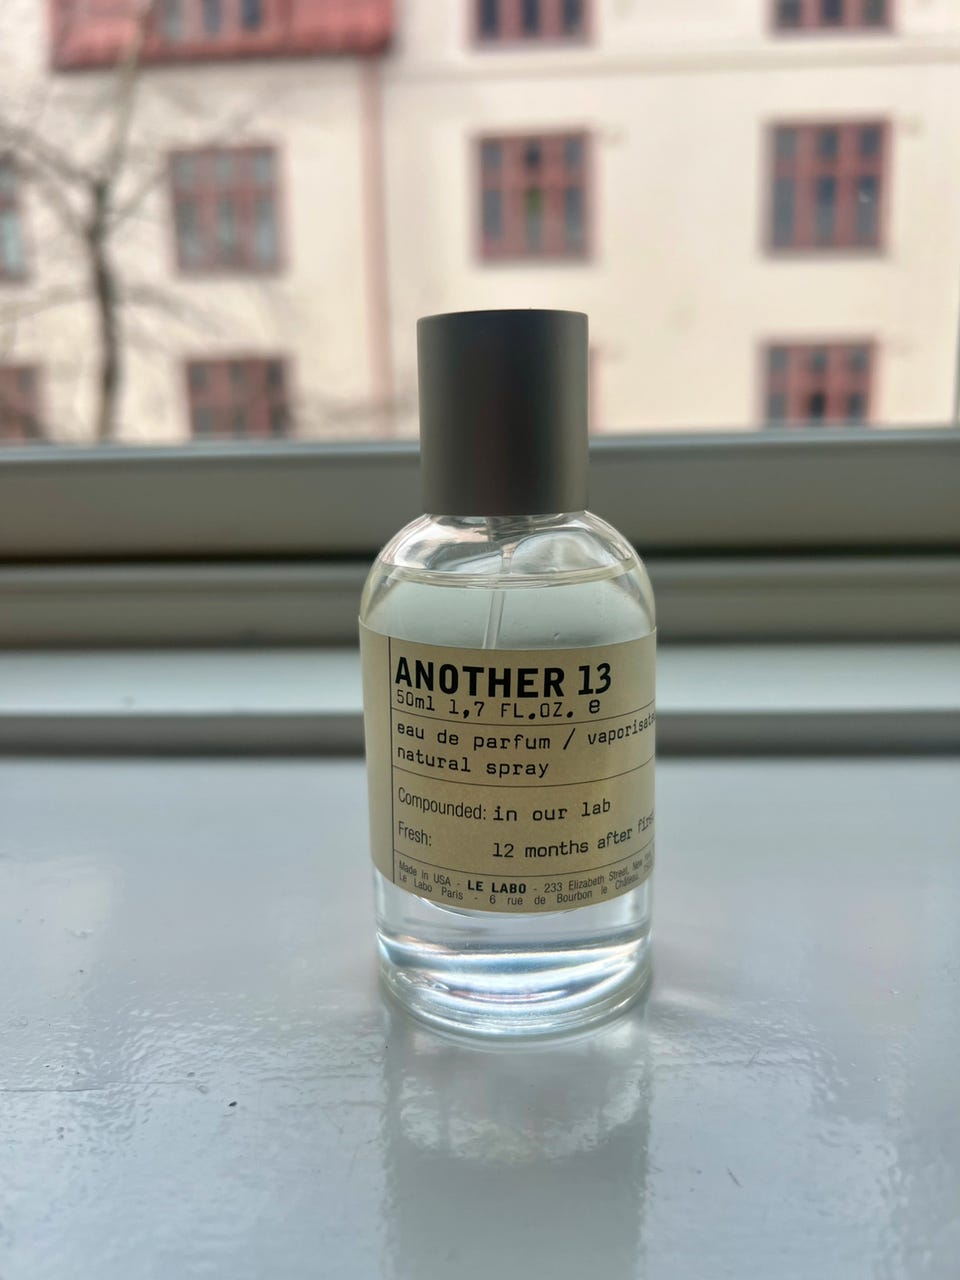 ANOTHER 13
50ml 1,7 FL.OZ. e
eau de parfum / vaporisate
natural spray
Compounded: in our lab
Fresh: 12 months after firs
Made in USA - LE LABO - 233 Elizabeth Street, New
Le Labo Paris - 6 rue de Bourbon le Château,